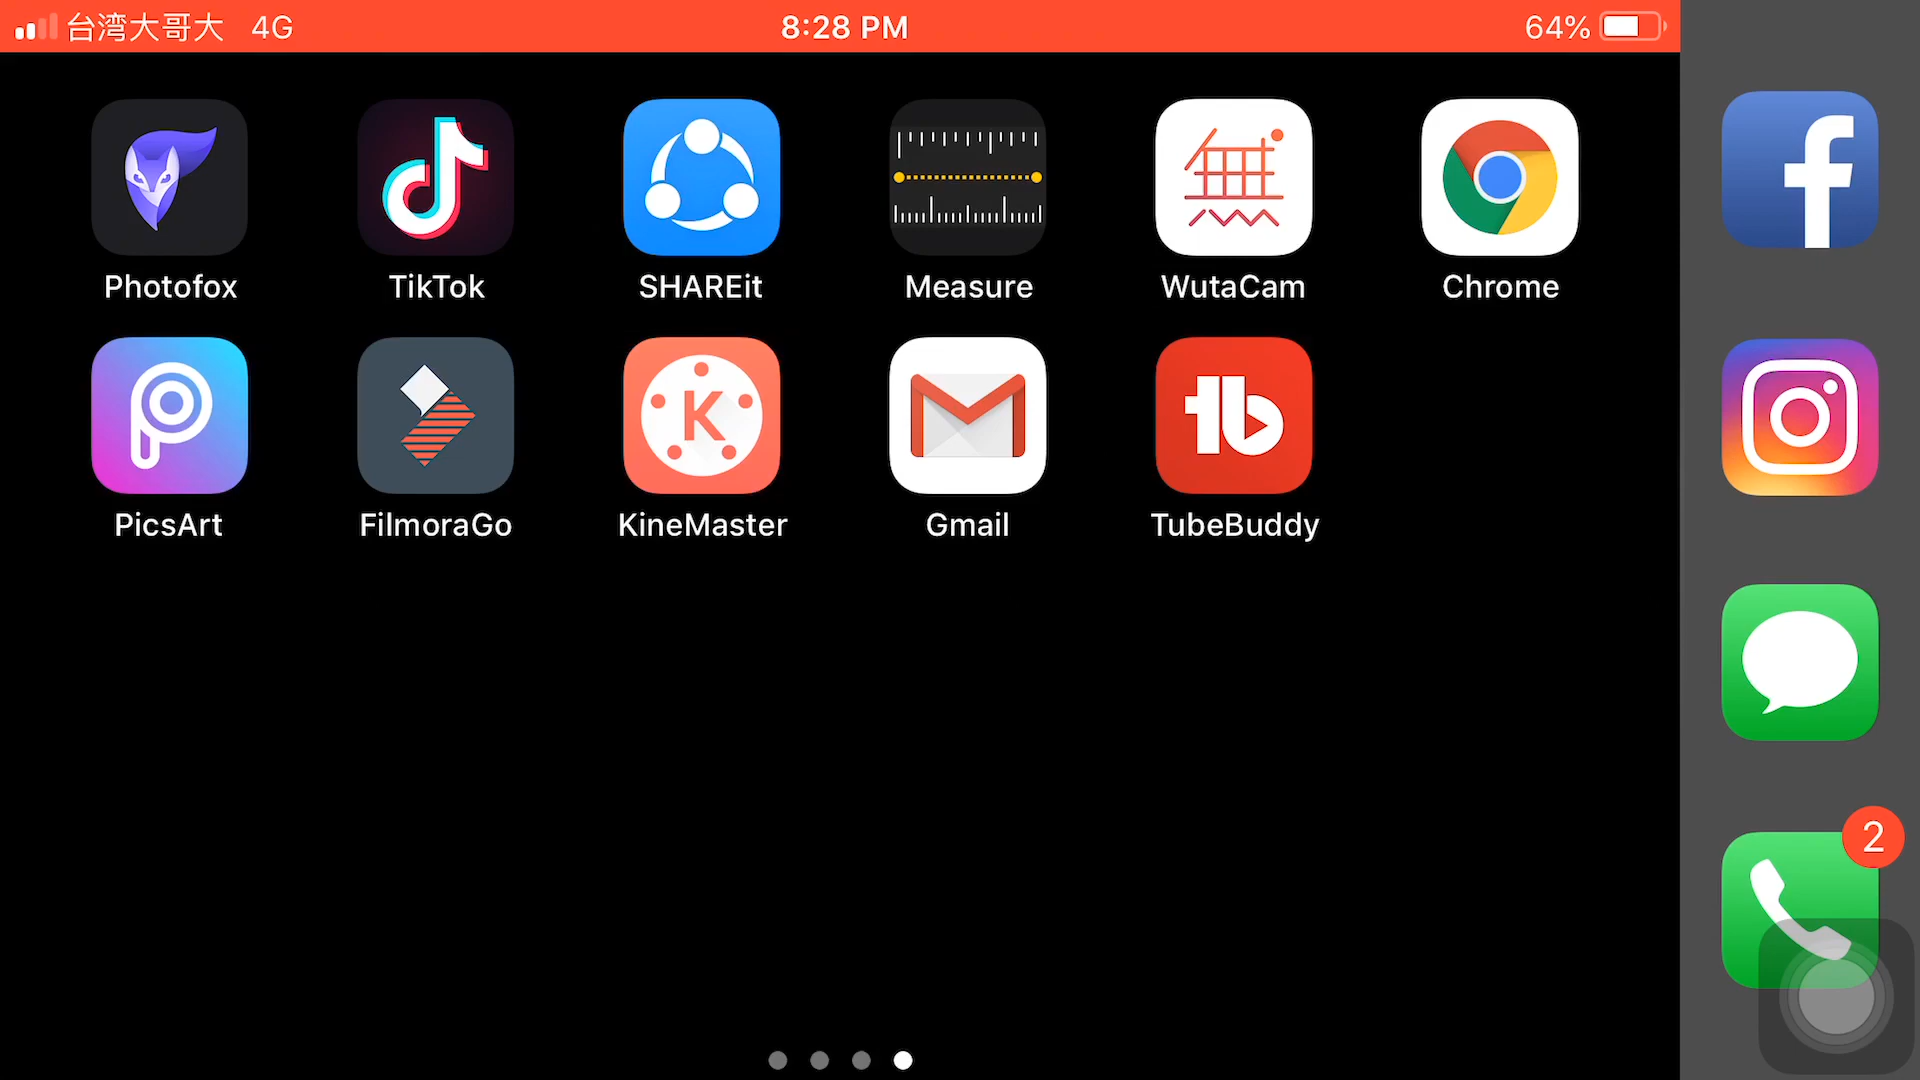 台湾大哥大 4G 8:28 PM 64%
Photofox TikTok SHAREit Measure WutaCam Chrome
PicsArt FilmoraGo KineMaster Gmail TubeBuddy
2